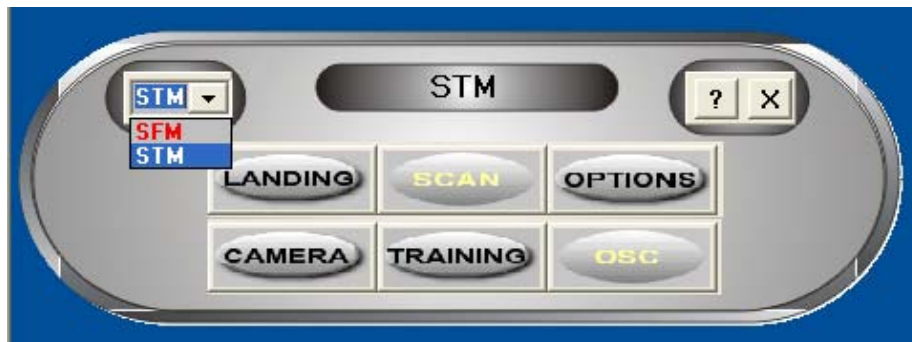 STM
STM
? X
SFM
STM
LANDING SCAN OPTIONS
CAMERA TRAINING OSC